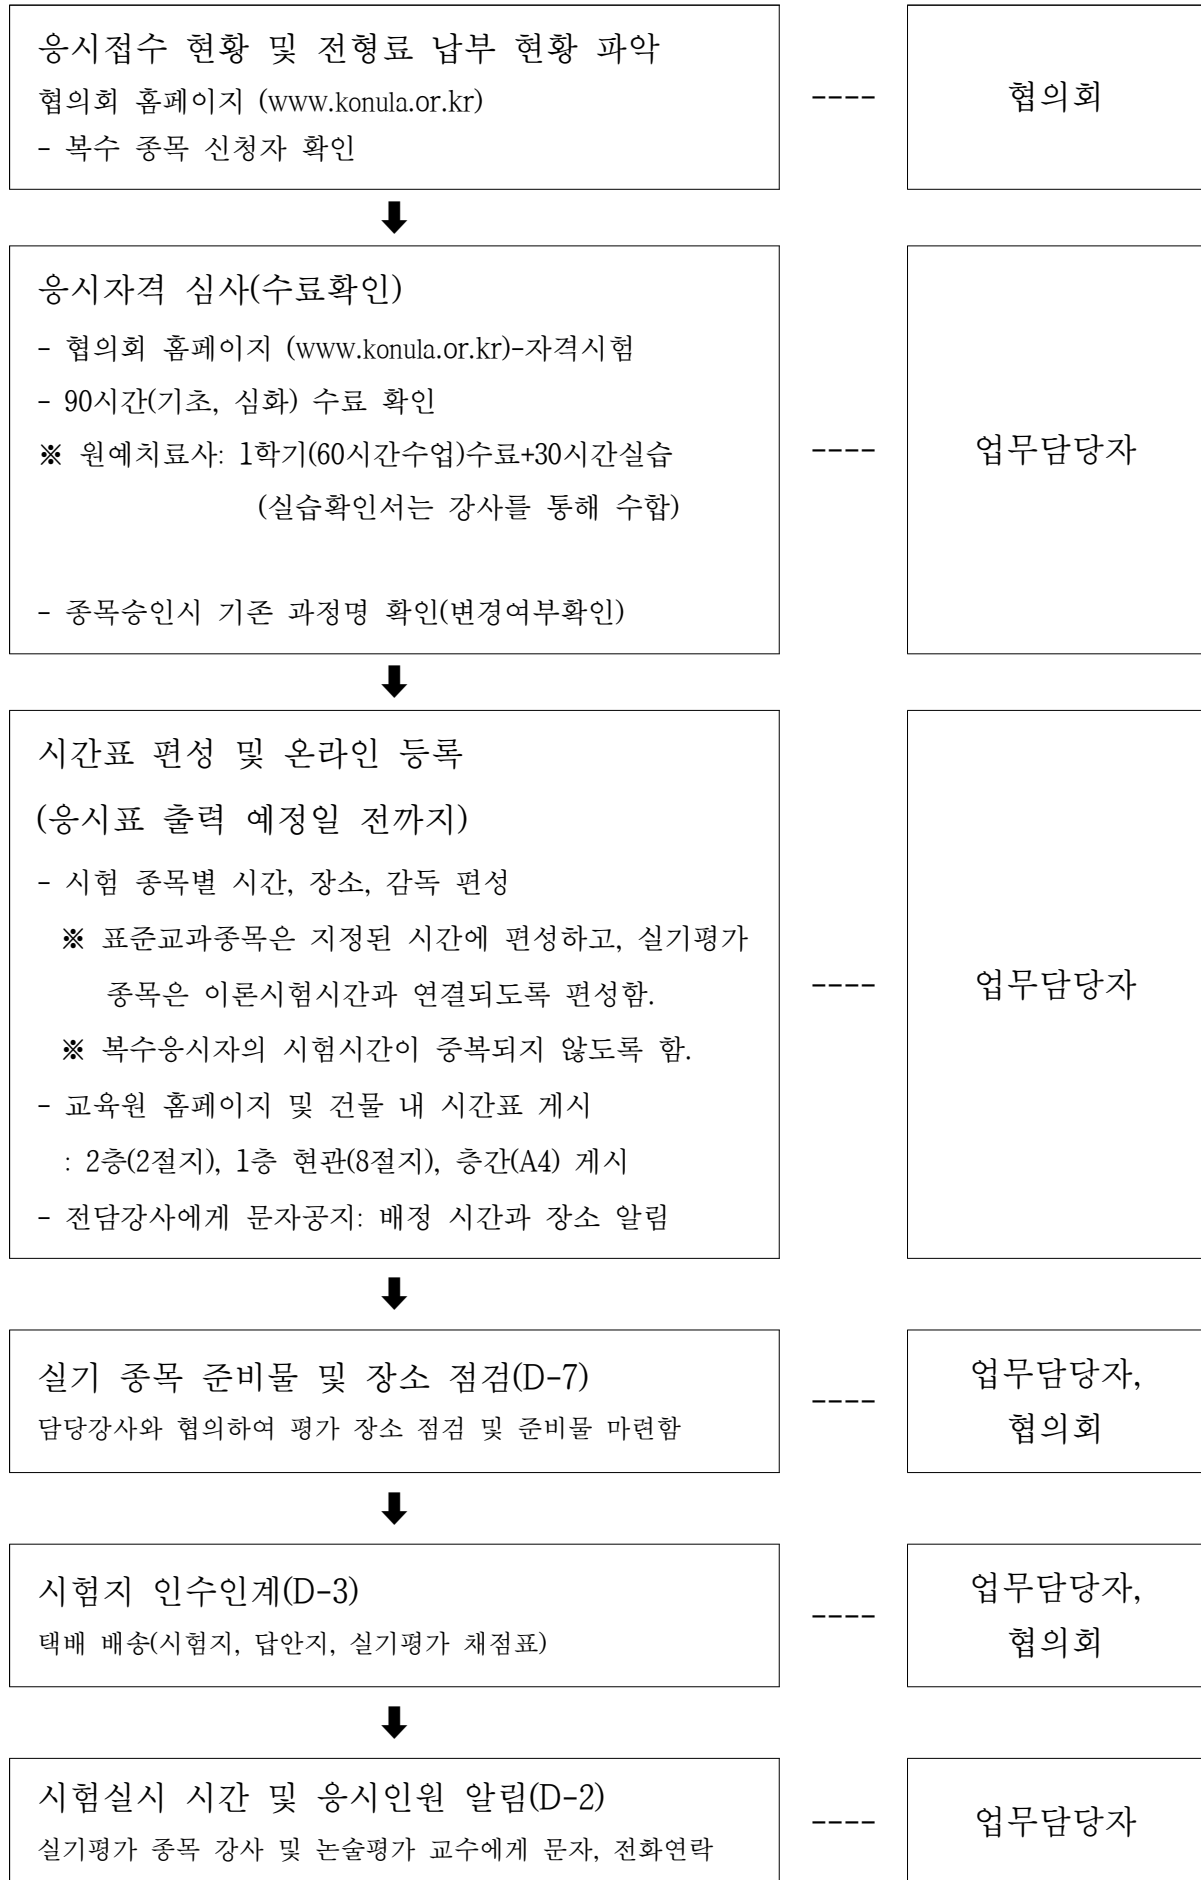 응시접수 현황 및 전형료 납부 현황 파악
협의회 홈페이지 (www.konula.or.kr)
- 복수 종목 신청자 확인
----
협의회
⬇
응시자격 심사(수료확인)
- 협의회 홈페이지 (www.konula.or.kr)-자격시험
- 90시간(기초, 심화) 수료 확인
※ 원예치료사: 1학기(60시간수업)수료+30시간실습
(실습확인서는 강사를 통해 수합)
- 종목승인시 기존 과정명 확인(변경여부확인)
----
업무담당자
⬇
시간표 편성 및 온라인 등록
(응시표 출력 예정일 전까지)
- 시험 종목별 시간, 장소, 감독 편성
※ 표준교과종목은 지정된 시간에 편성하고, 실기평가
종목은 이론시험시간과 연결되도록 편성함.
※ 복수응시자의 시험시간이 중복되지 않도록 함.
- 교육원 홈페이지 및 건물 내 시간표 게시
: 2층(2절지), 1층 현관(8절지), 층간(A4) 게시
- 전담강사에게 문자공지: 배정 시간과 장소 알림
----
업무담당자
⬇
실기 종목 준비물 및 장소 점검(D-7)
담당강사와 협의하여 평가 장소 점검 및 준비물 마련함
----
업무담당자,
협의회
⬇
시험지 인수인계(D-3)
택배 배송(시험지, 답안지, 실기평가 채점표)
----
업무담당자,
협의회
⬇
시험실시 시간 및 응시인원 알림(D-2)
실기평가 종목 강사 및 논술평가 교수에게 문자, 전화연락
----
업무담당자